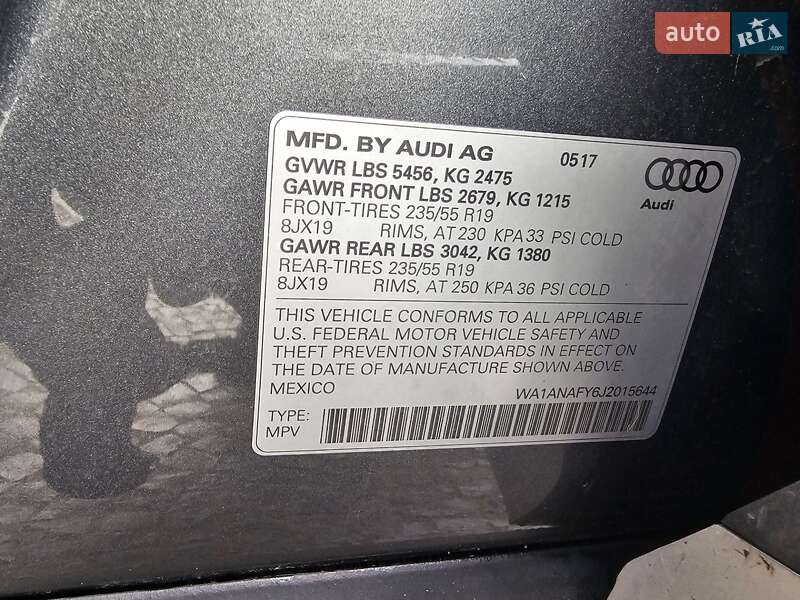 auto RIA .com
MFD. BY AUDI AG 0517
GVWR LBS 5456, KG 2475
GAWR FRONT LBS 2679, KG 1215
FRONT-TIRES 235/55 R19
8JX19 RIMS, AT 230 KPA 33 PSI COLD
GAWR REAR LBS 3042, KG 1380
REAR-TIRES 235/55 R19
8JX19 RIMS, AT 250 KPA 36 PSI COLD
Audi
THIS VEHICLE CONFORMS TO ALL APPLICABLE
U.S. FEDERAL MOTOR VEHICLE SAFETY AND
THEFT PREVENTION STANDARDS IN EFFECT ON
THE DATE OF MANUFACTURE SHOWN ABOVE.
MEXICO WA1ANAFY6J2015644
TYPE:
MPV